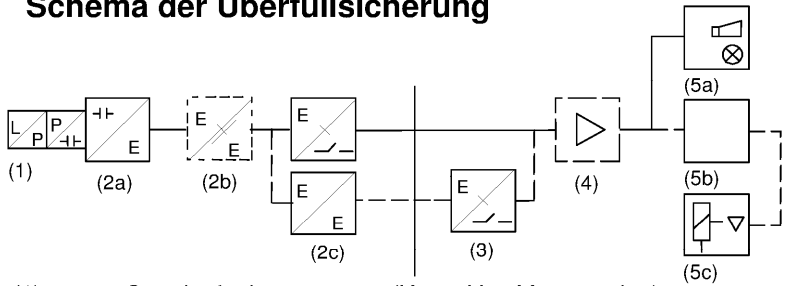 Schema der Überfüllsicherung
(5a)
L P P E E E E
(1)
(2a)
(2b)
(4)
(5b)
E E E
(2c)
(3)
(5c)